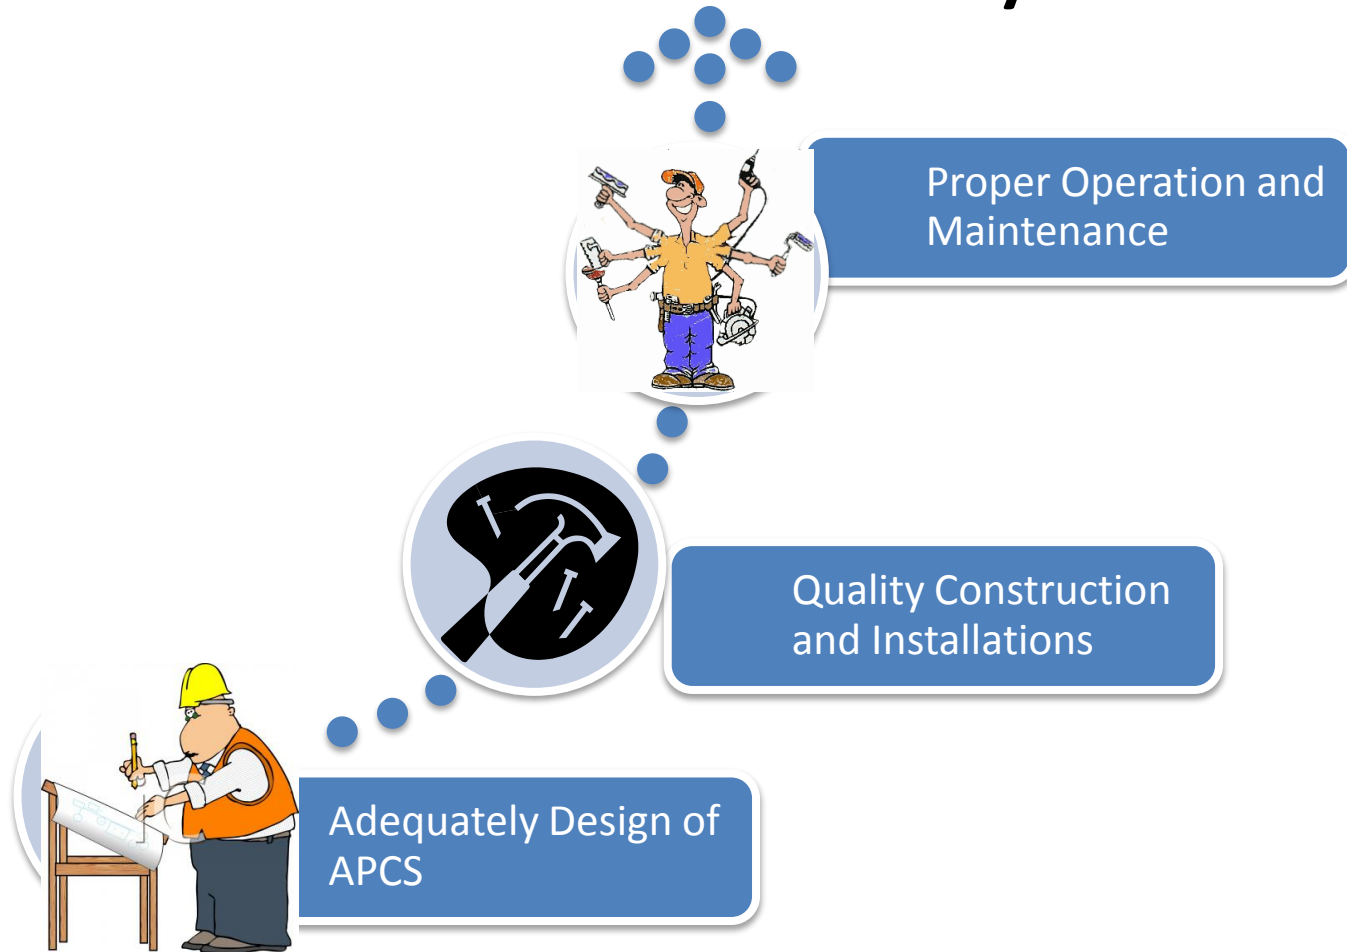 Proper Operation and
Maintenance
Quality Construction
and Installations
Adequately Design of
APCS